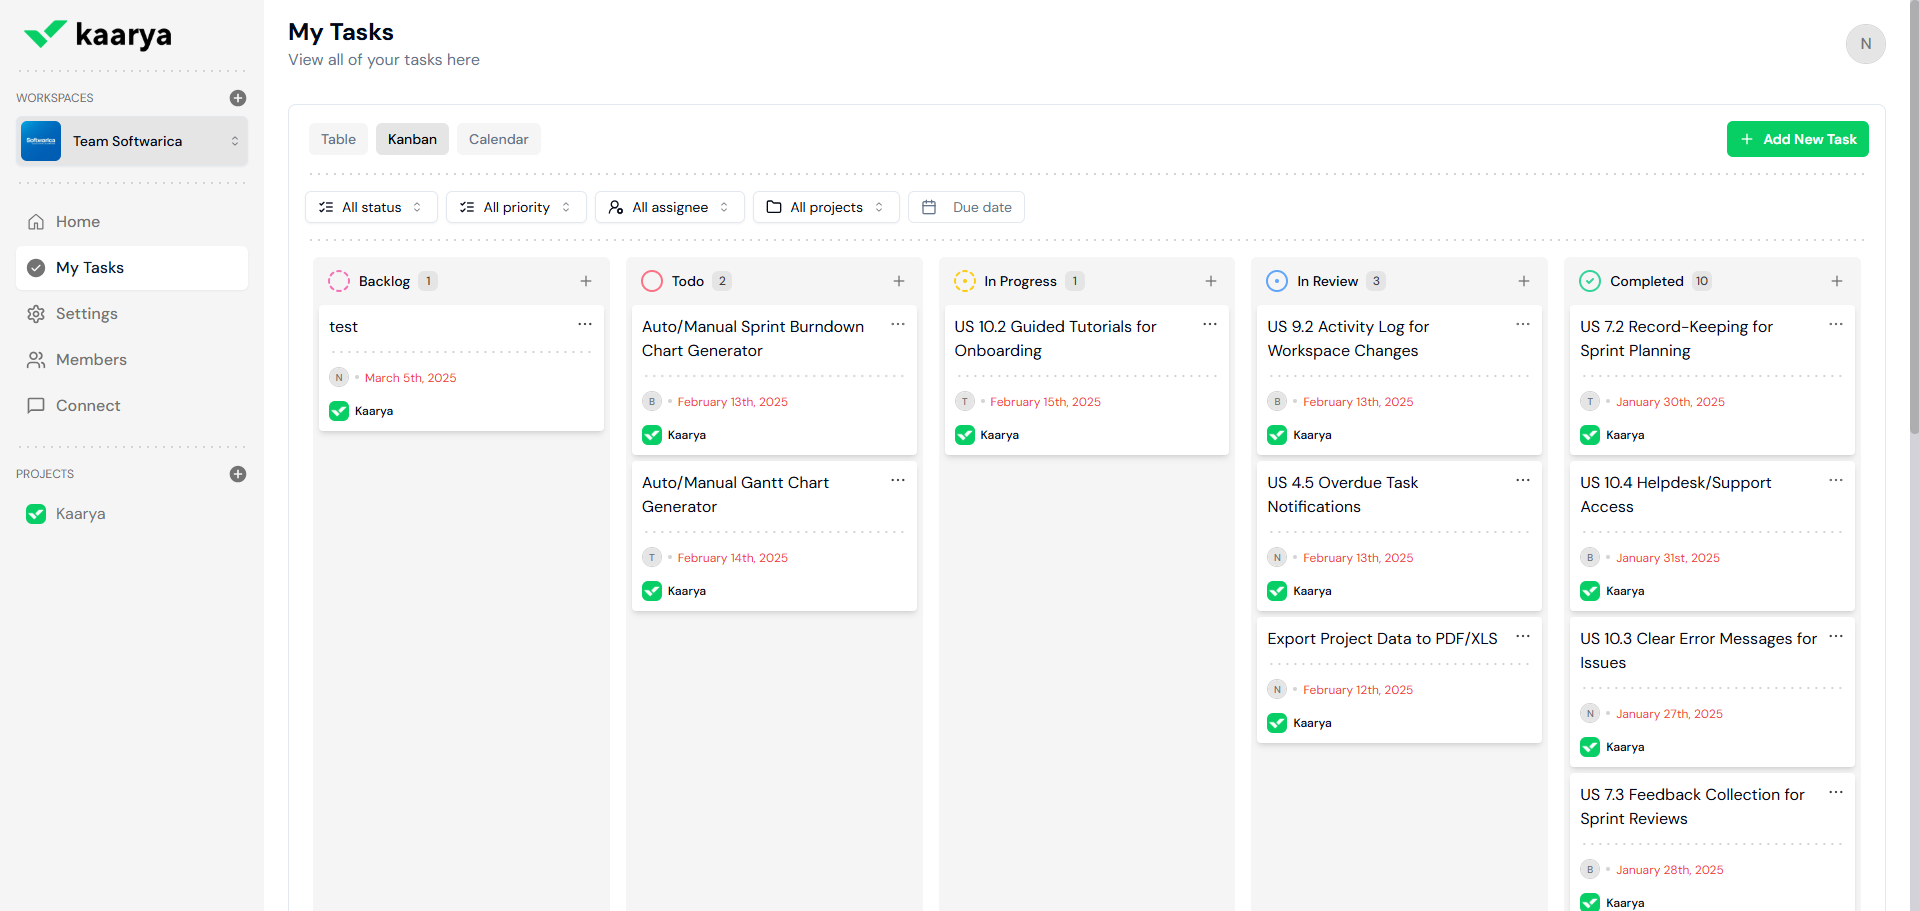 kaarya
WORKSPACES
Softwarica
Team Softwarica
Home
My Tasks
Settings
Members
Connect
PROJECTS
Kaarya
My Tasks
View all of your tasks here
N
Table
Kanban
Calendar
Add New Task
All status
All priority
All assignee
All projects
Due date
Backlog 1
test
N
March 5th, 2025
Kaarya
Todo 2
Auto/Manual Sprint Burndown
Chart Generator
B
February 13th, 2025
Kaarya
Auto/Manual Gantt Chart
Generator
T
February 14th, 2025
Kaarya
In Progress 1
US 10.2 Guided Tutorials for
Onboarding
T
February 15th, 2025
Kaarya
In Review 3
US 9.2 Activity Log for
Workspace Changes
B
February 13th, 2025
Kaarya
US 4.5 Overdue Task
Notifications
N
February 13th, 2025
Kaarya
Export Project Data to PDF/XLS
N
February 12th, 2025
Kaarya
Completed 10
US 7.2 Record-Keeping for
Sprint Planning
T
January 30th, 2025
Kaarya
US 10.4 Helpdesk/Support
Access
B
January 31st, 2025
Kaarya
US 10.3 Clear Error Messages for
Issues
N
January 27th, 2025
Kaarya
US 7.3 Feedback Collection for
Sprint Reviews
B
January 28th, 2025
Kaarya